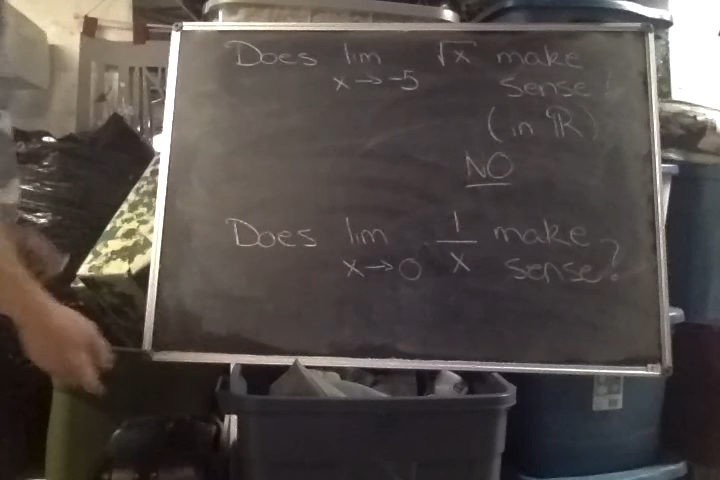 Does lim √x make
x→-5 sense?
(in ℝ)
NO
Does lim 1/x make
x→0 sense?